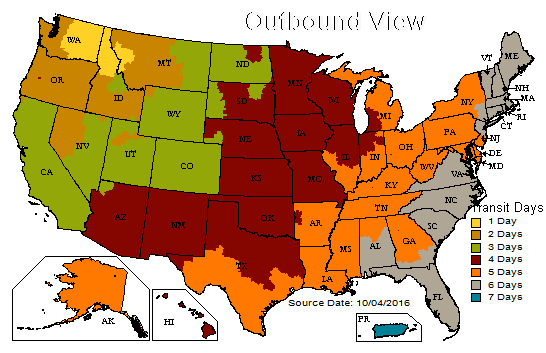 Outbound View
WA
MT
ND
MN
VT
ME
OR
ID
SD
WI
NY
NH
MA
WY
MI
RI
CT
NV
UT
NE
IA
PA
NJ
CA
CO
KS
MO
IL
IN
OH
WV
DE
MD
VA
KY
NC
TN
AZ
NM
OK
AR
SC
MS
AL
GA
TX
LA
FL
AK
HI
PR
Transit Days
1 Day
2 Days
3 Days
4 Days
5 Days
6 Days
7 Days
Source Date: 10/04/2016